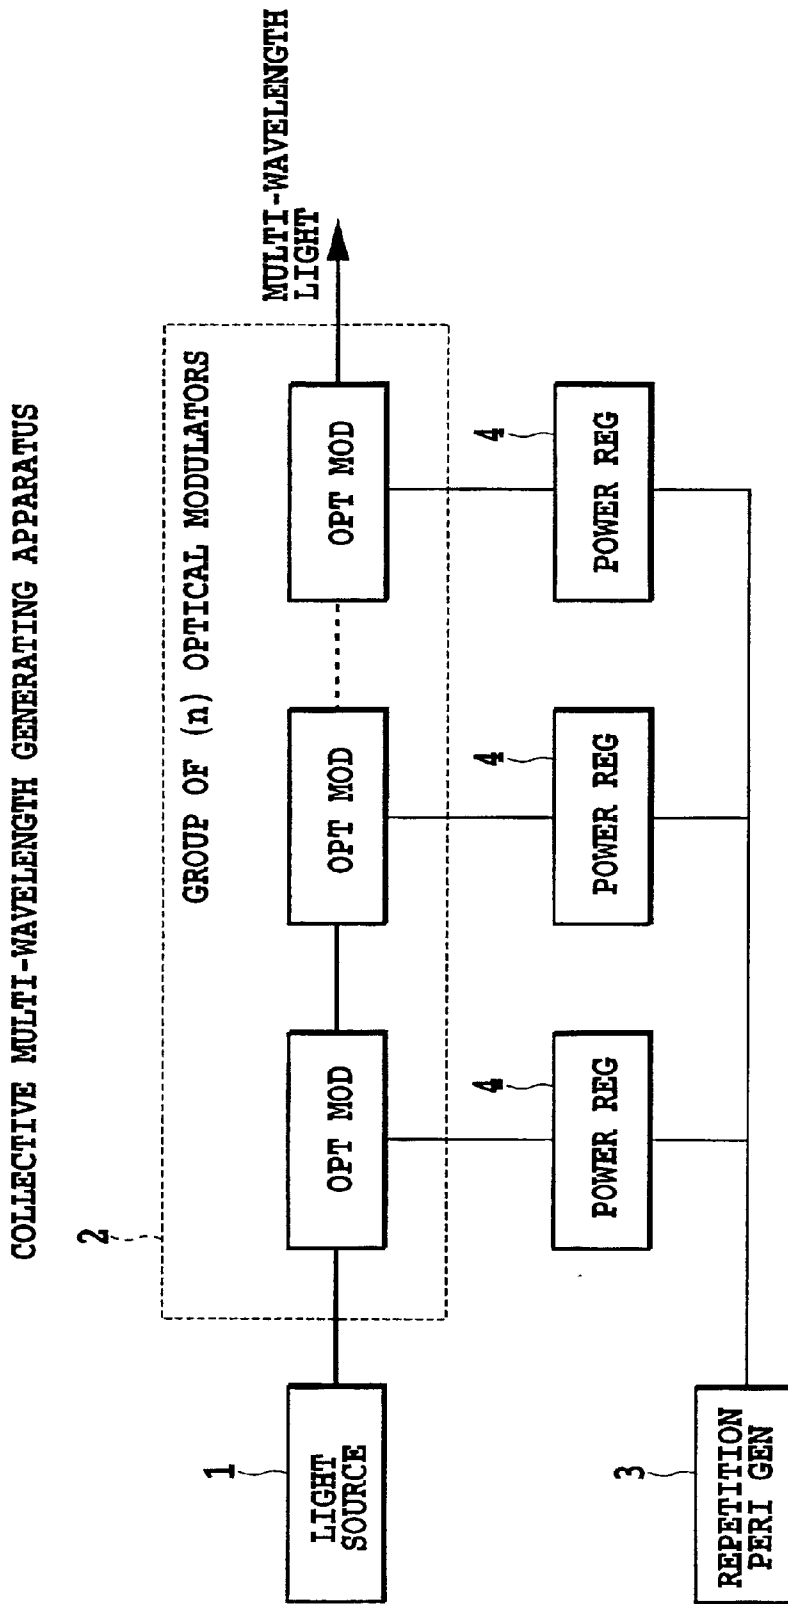 COLLECTIVE MULTI-WAVELENGTH GENERATING APPARATUS
2
GROUP OF (n) OPTICAL MODULATORS
MULTI-WAVELENGTH
LIGHT
1
LIGHT
SOURCE
OPT MOD
OPT MOD
OPT MOD
4
4
4
POWER REG
POWER REG
POWER REG
3
REPETITION
PERI GEN